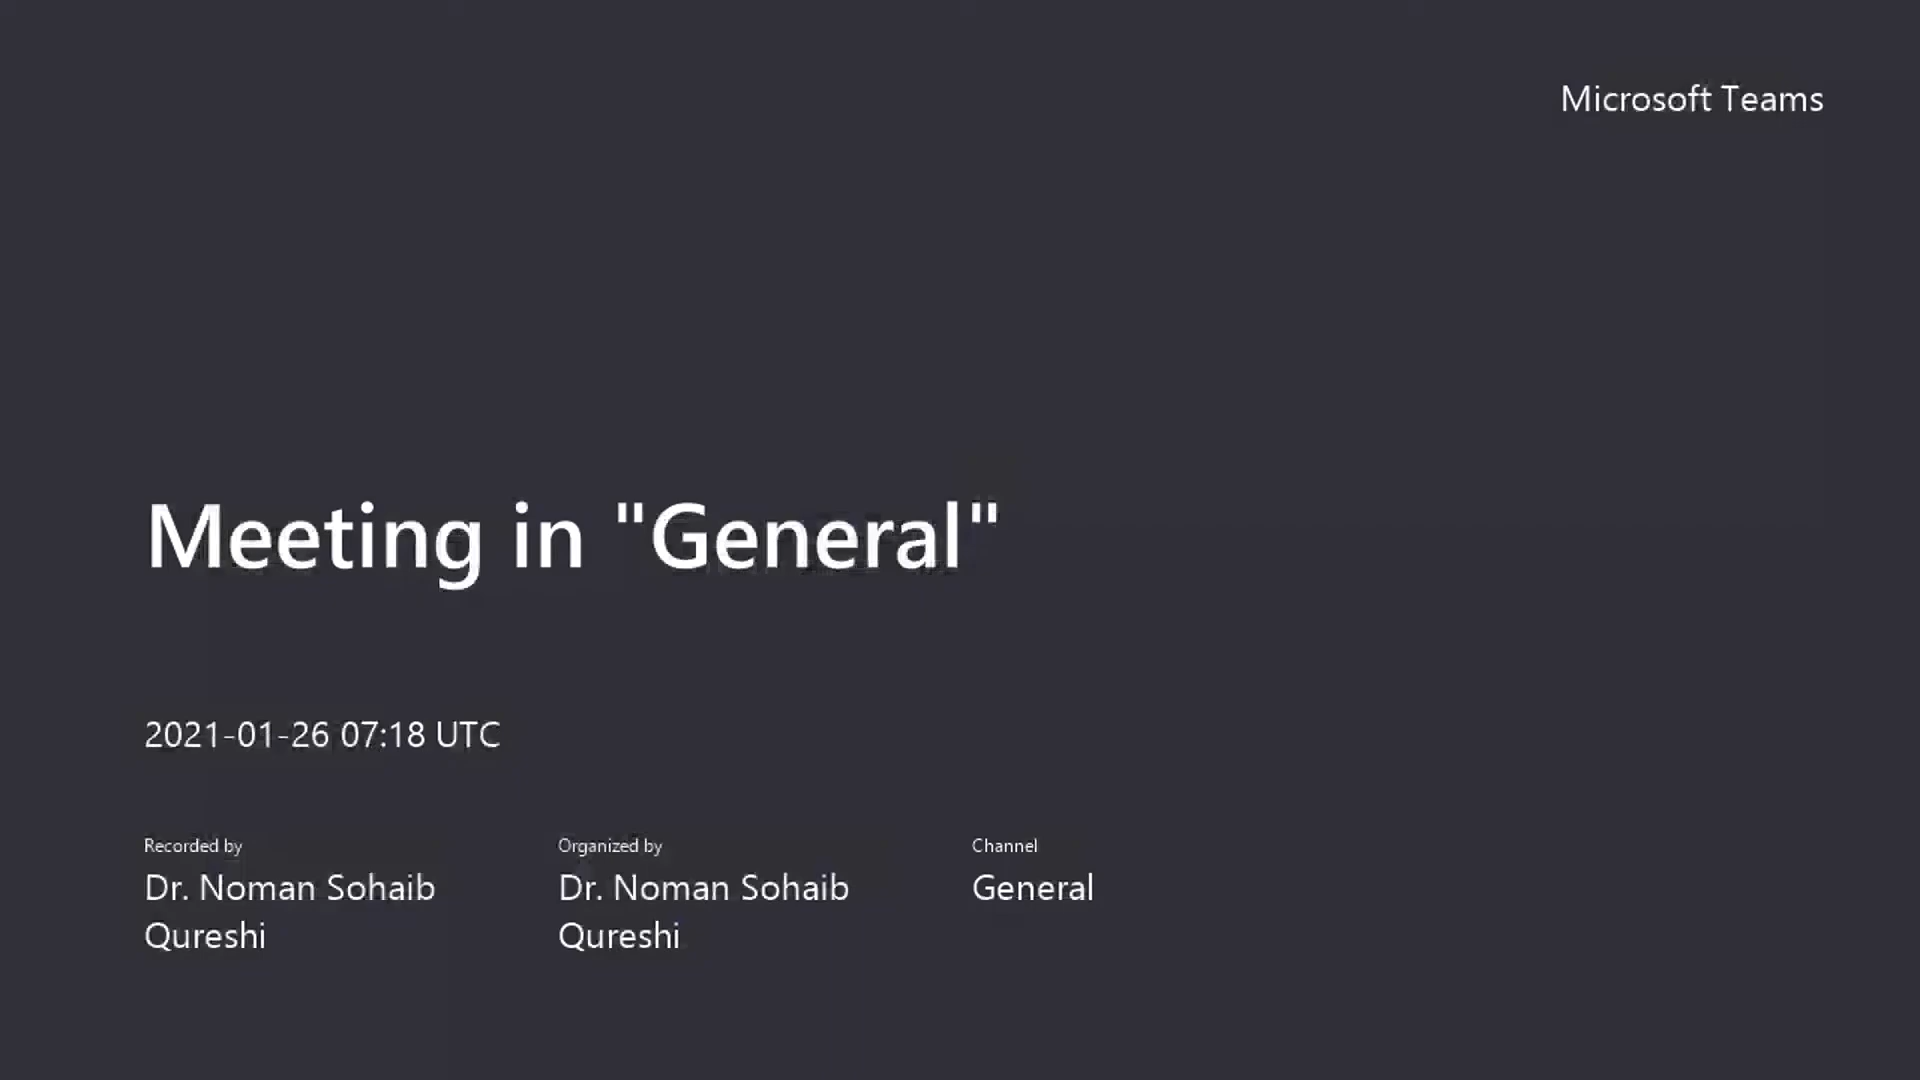 Microsoft Teams
Meeting in "General"
2021-01-26 07:18 UTC
Recorded by
Dr. Noman Sohaib
Qureshi
Organized by
Dr. Noman Sohaib
Qureshi
Channel
General